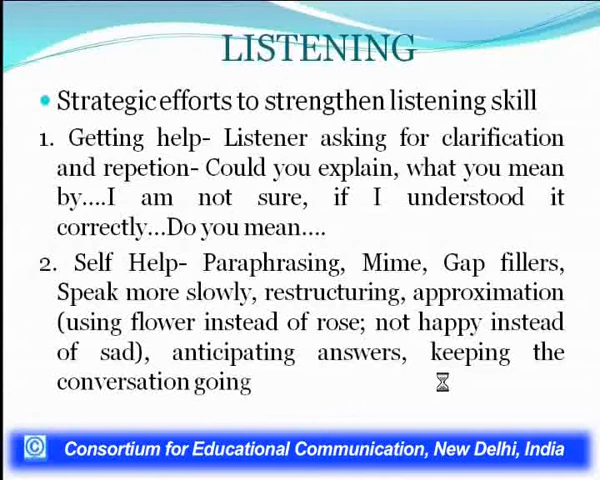 LISTENING
Strategic efforts to strengthen listening skill
1. Getting help- Listener asking for clarification
and repetion- Could you explain, what you mean
by....I am not sure, if I understood it
correctly...Do you mean....
2. Self Help- Paraphrasing, Mime, Gap fillers,
Speak more slowly, restructuring, approximation
(using flower instead of rose; not happy instead
of sad), anticipating answers, keeping the
conversation going
© Consortium for Educational Communication, New Delhi, India